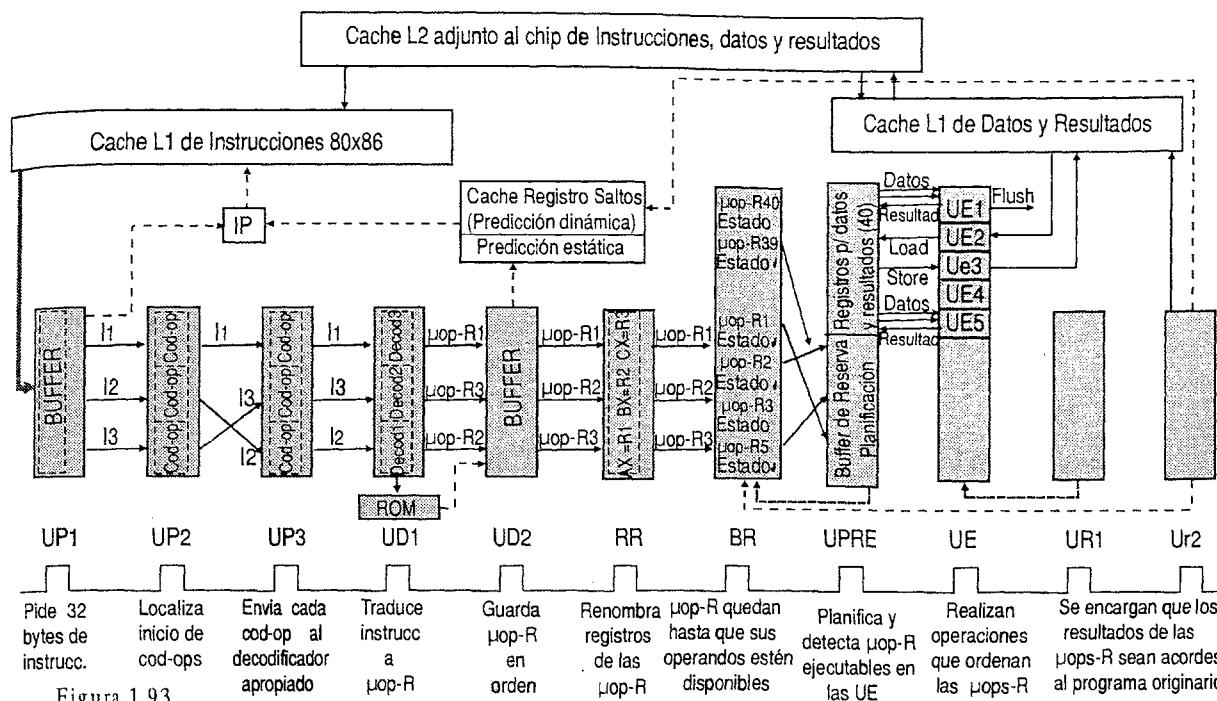 Cache L2 adjunto al chip de Instrucciones, datos y resultados
Cache L1 de Instrucciones 80x86
Cache L1 de Datos y Resultados
IP
Cache Registro Saltos
(Predicción dinámica)
Predicción estática
BUFFER
I1
I2
I3
Cod-op Cod-op Cod-op
I1
I3
I2
Cod-op Cod-op Cod-op
I1
I3
I2
Decod1 Decod2 Decod3
ROM
µop-R1
µop-R3
µop-R2
BUFFER
µop-R1
µop-R2
µop-R3
AX=R1 BX=R2 CX=R3
µop-R1
µop-R2
µop-R3
µop-R40
Estado
µop-R39
Estado
µop-R1
Estado
µop-R2
Estado
µop-R3
Estado
µop-R5
Estado
Buffer de Reserva Registros p/ datos
Planificación y resultados (40)
Datos
Resultad
Load
Store
Datos
Resultad
UE1
UE2
Ue3
UE4
UE5
Flush
UP1
UP2
UP3
UD1
UD2
RR
BR
UPRE
UE
UR1
Ur2
Pide 32
bytes de
instrucc.
Localiza
inicio de
cod-ops
Envia cada
cod-op al
decodificador
apropiado
Traduce
instrucc
a
µop-R
Guarda
µop-R
en
orden
Renombra
registros
de las
µop-R
µop-R quedan
hasta que sus
operandos estén
disponibles
Planifica y
detecta µop-R
ejecutables en
las UE
Realizan
operaciones
que ordenan
las µops-R
Se encargan que los
resultados de las
µops-R sean acordes
al programa originario
Figura 1.93